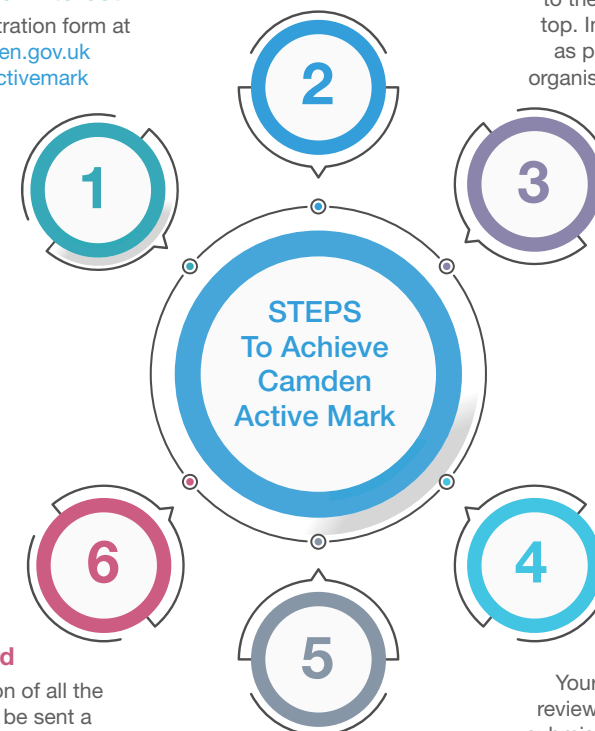 tration form at
en.gov.uk
ctivemark
1
2
to the
top. In
as p
organis
3
STEPS
To Achieve
Camden
Active Mark
4
Your
review
5
6
d
on of all the
be sent a